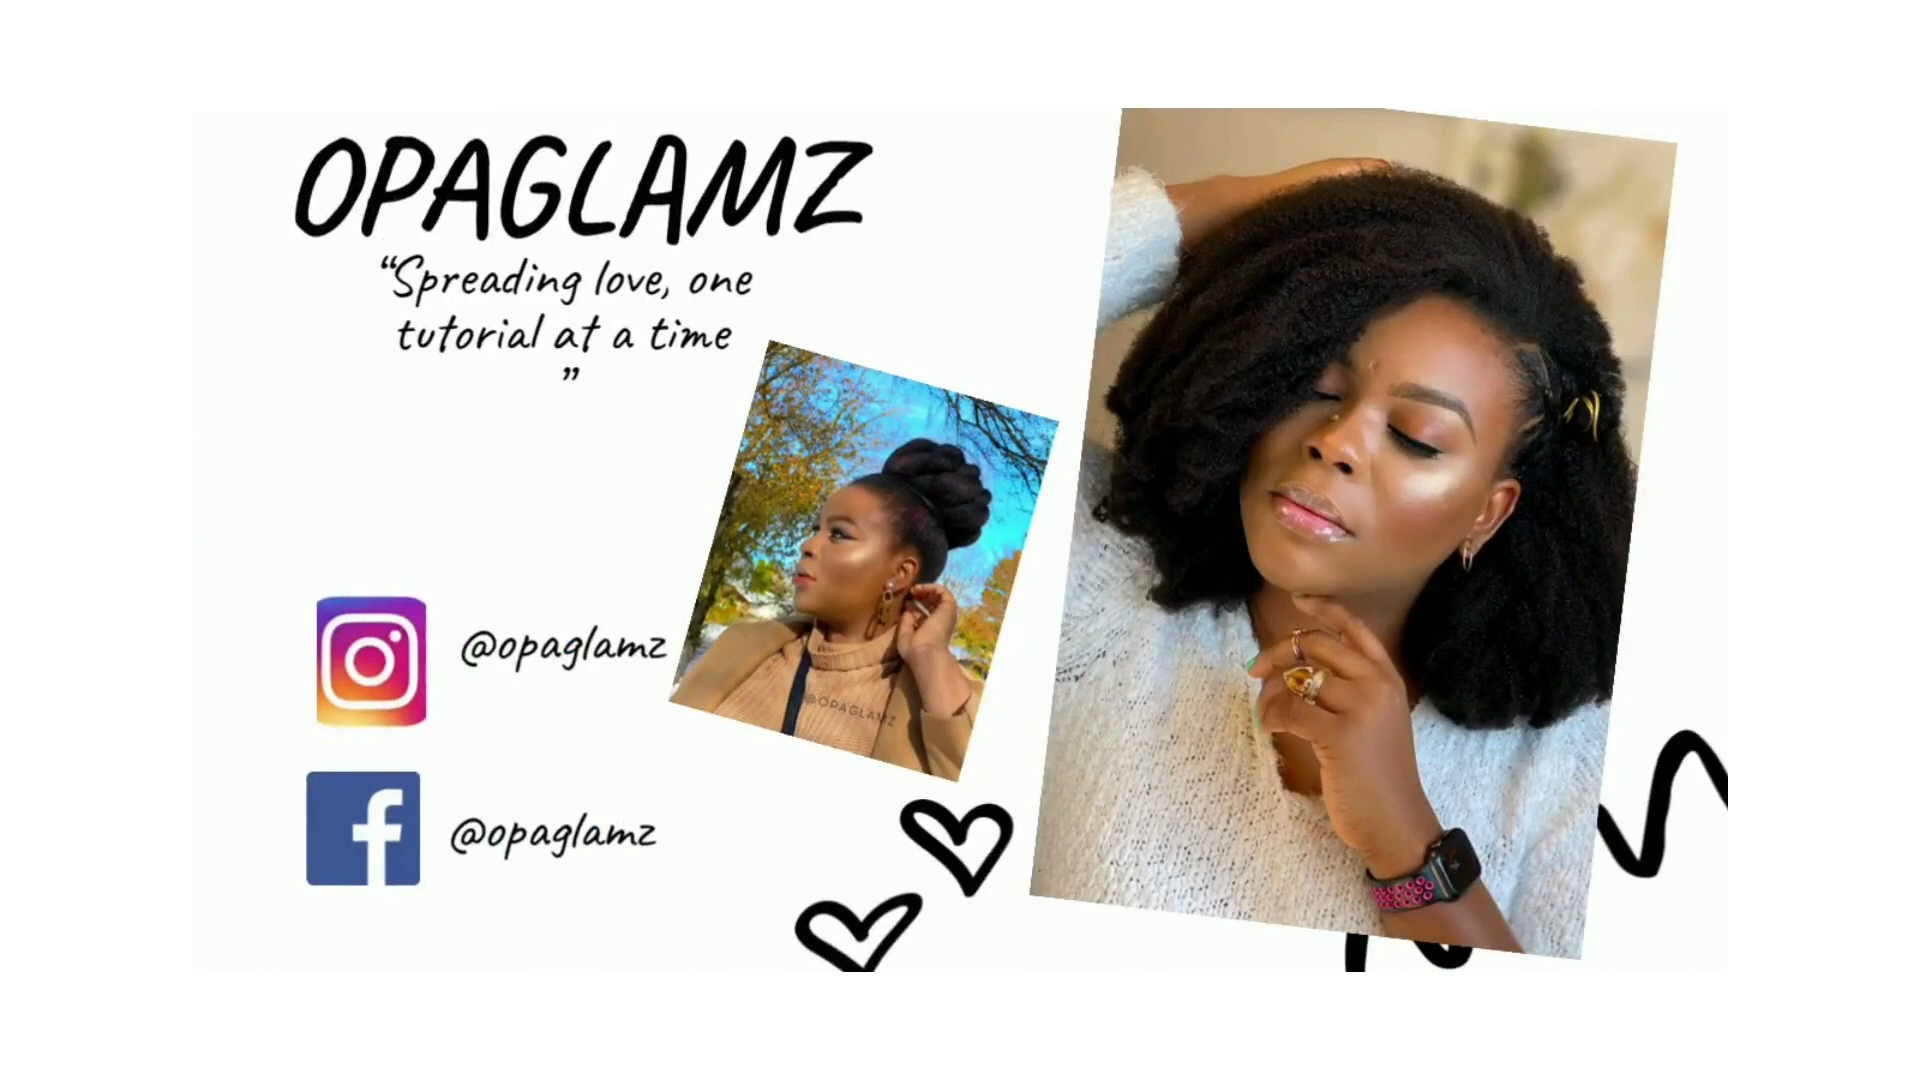 OPAGLAMZ
“Spreading love, one
tutorial at a time
”
@opaglamz
@OPAGLAMZ
@opaglamz